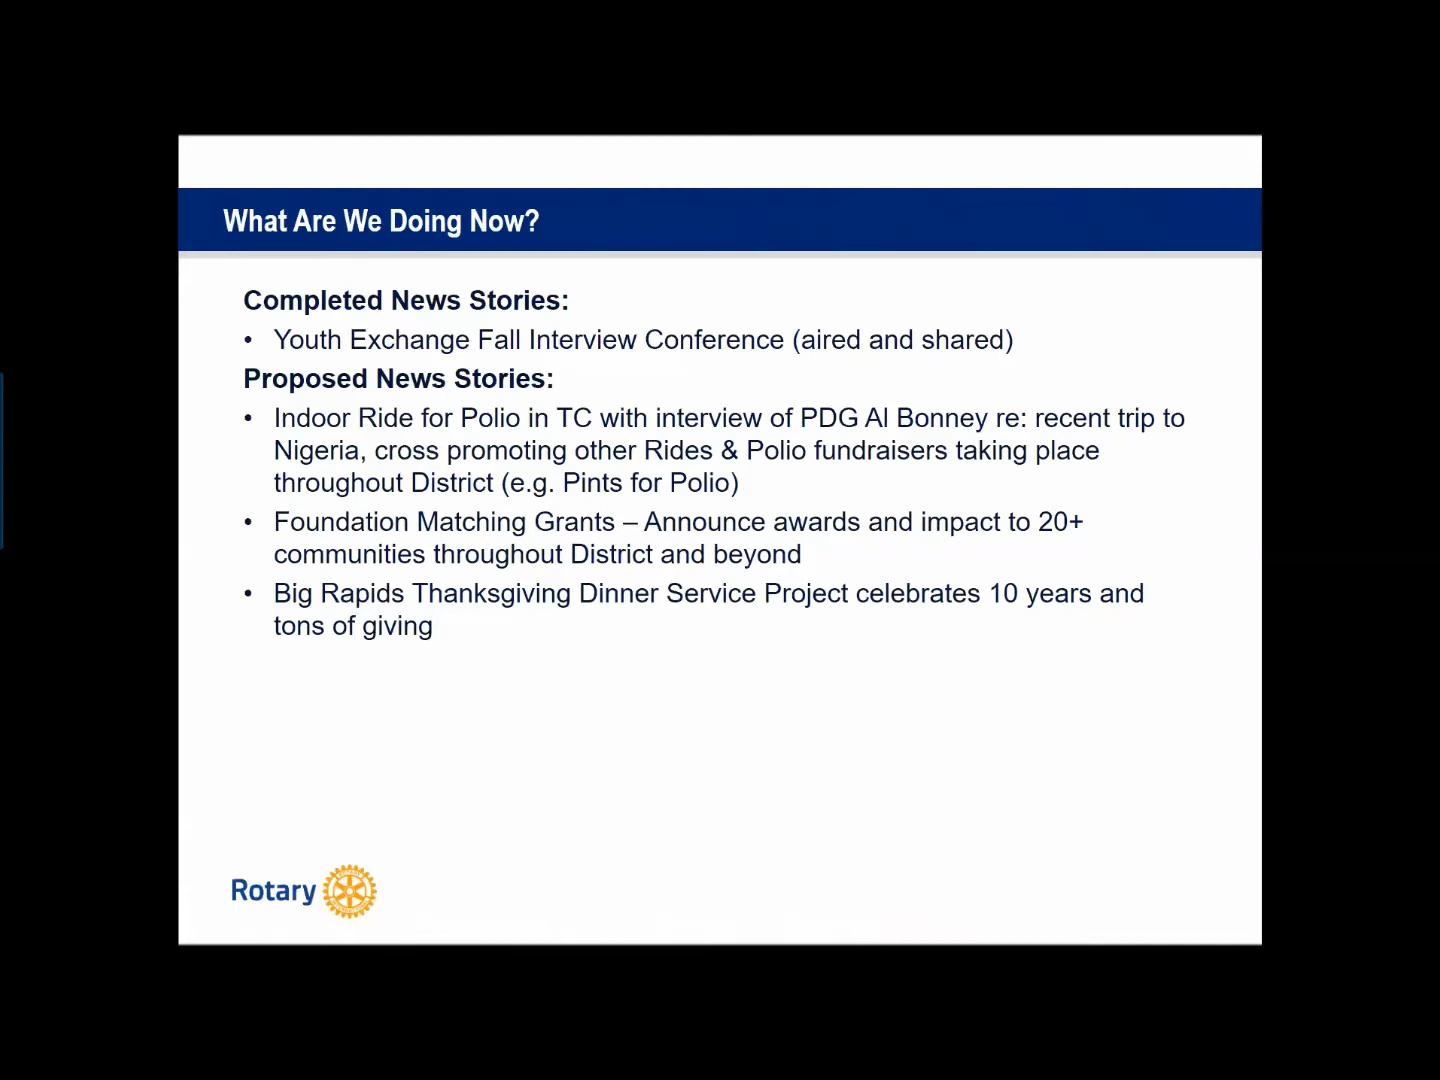 What Are We Doing Now?
Completed News Stories:
• Youth Exchange Fall Interview Conference (aired and shared)
Proposed News Stories:
• Indoor Ride for Polio in TC with interview of PDG Al Bonney re: recent trip to
Nigeria, cross promoting other Rides & Polio fundraisers taking place
throughout District (e.g. Pints for Polio)
• Foundation Matching Grants – Announce awards and impact to 20+
communities throughout District and beyond
• Big Rapids Thanksgiving Dinner Service Project celebrates 10 years and
tons of giving
Rotary